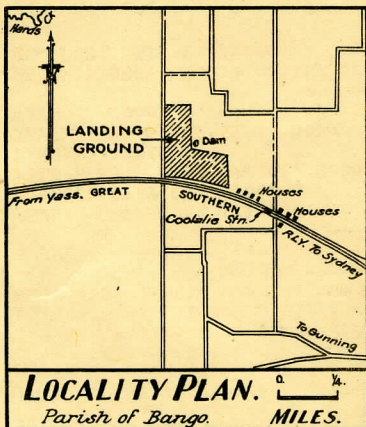 Yards
LANDING
GROUND
Dam
From Yass. GREAT SOUTHERN RLY. To Sydney
Houses
Houses
Coolalie Stn.
To Gunning
LOCALITY PLAN.
0. ¼.
Parish of Bango. MILES.